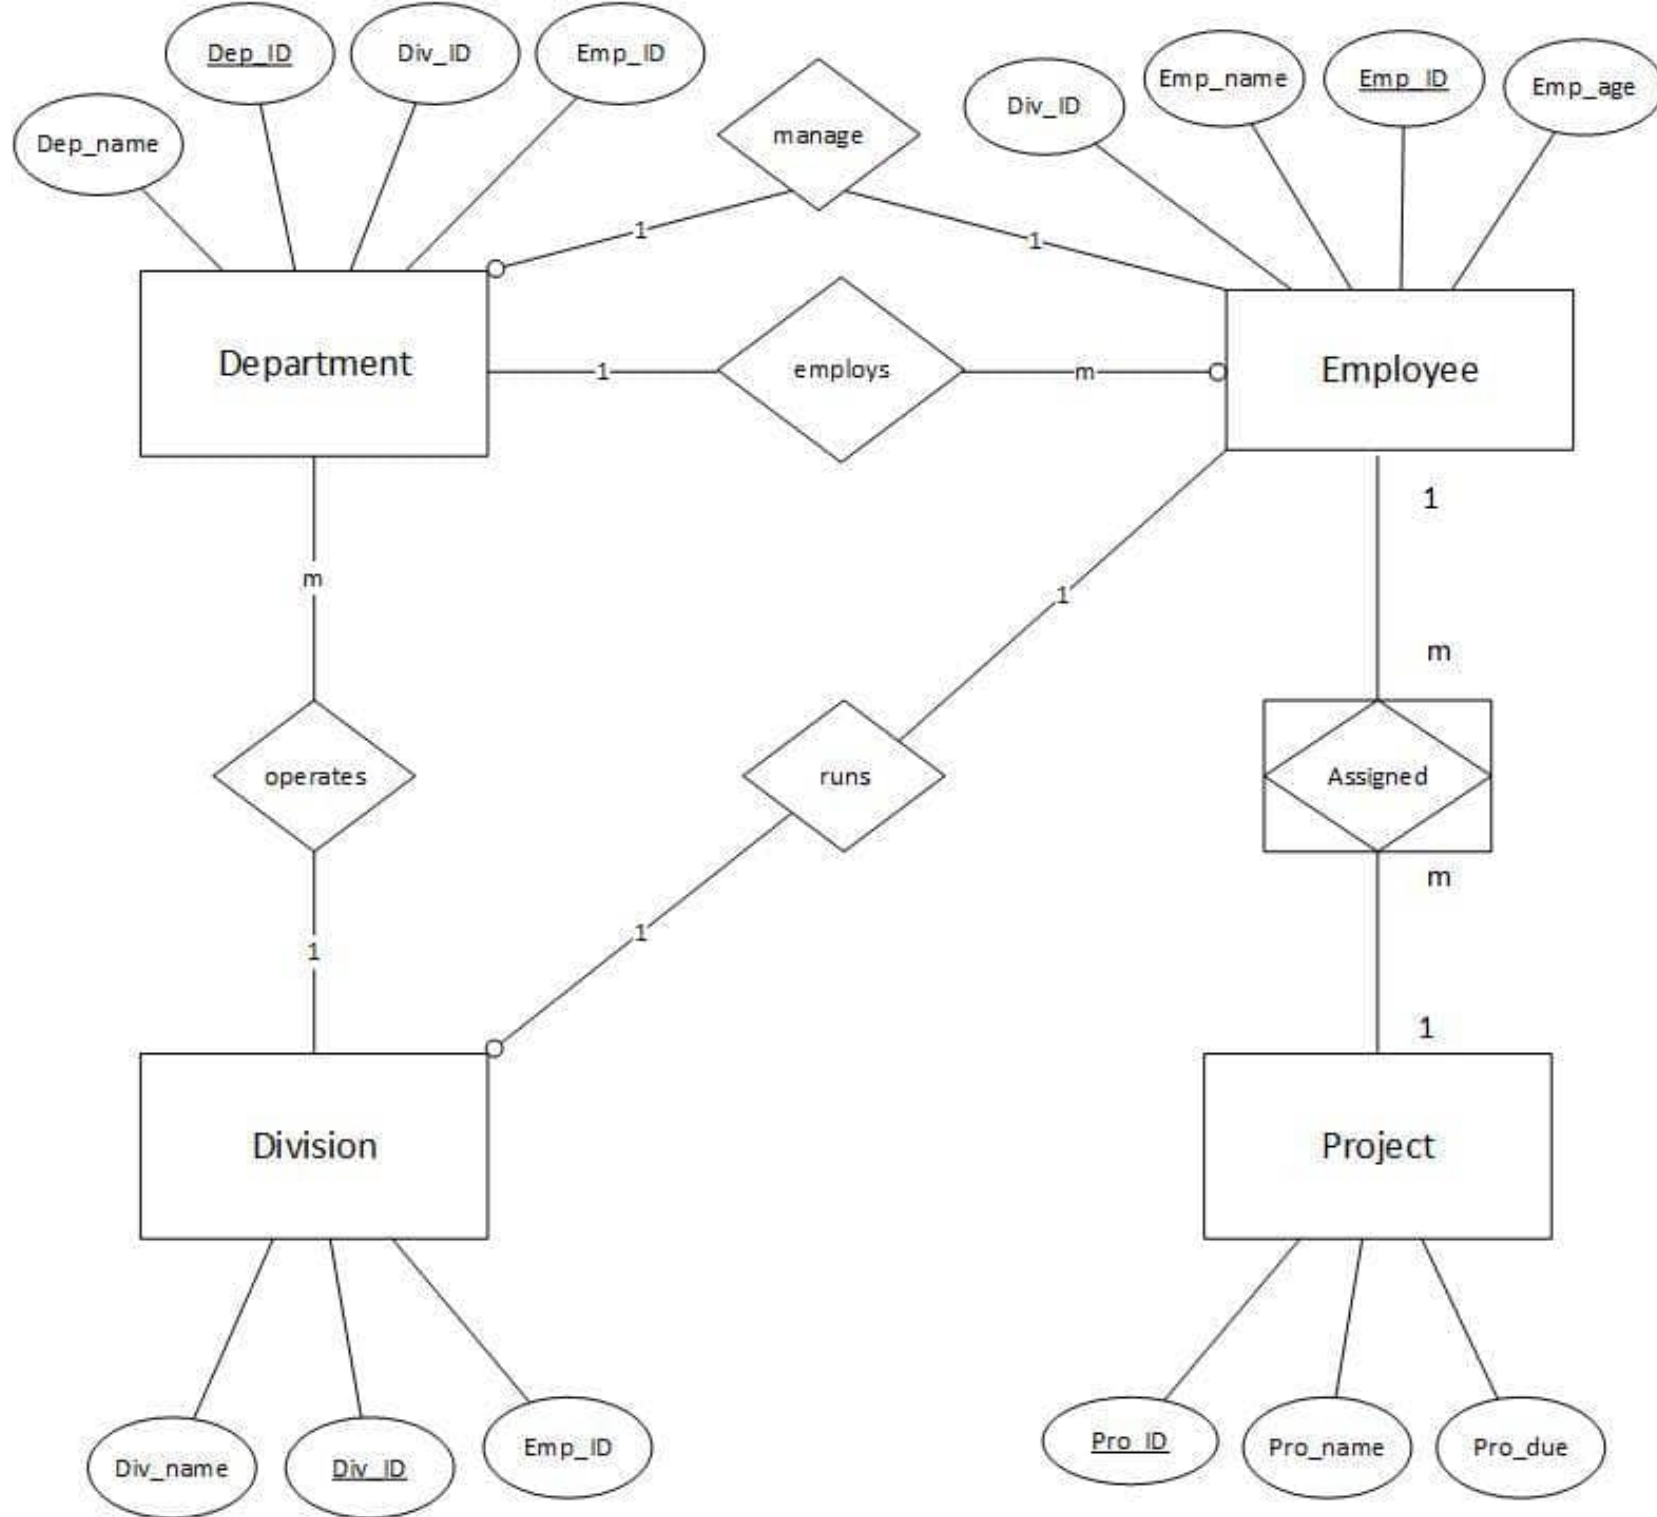 Dep_ID
Div_ID
Emp_ID
Dep_name
manage
Div_ID
Emp_name
Emp_ID
Emp_age
1
1
Department
1
employs
m
Employee
1
m
1
m
operates
runs
Assigned
m
1
1
1
Division
Project
Div_name
Div_ID
Emp_ID
Pro_ID
Pro_name
Pro_due